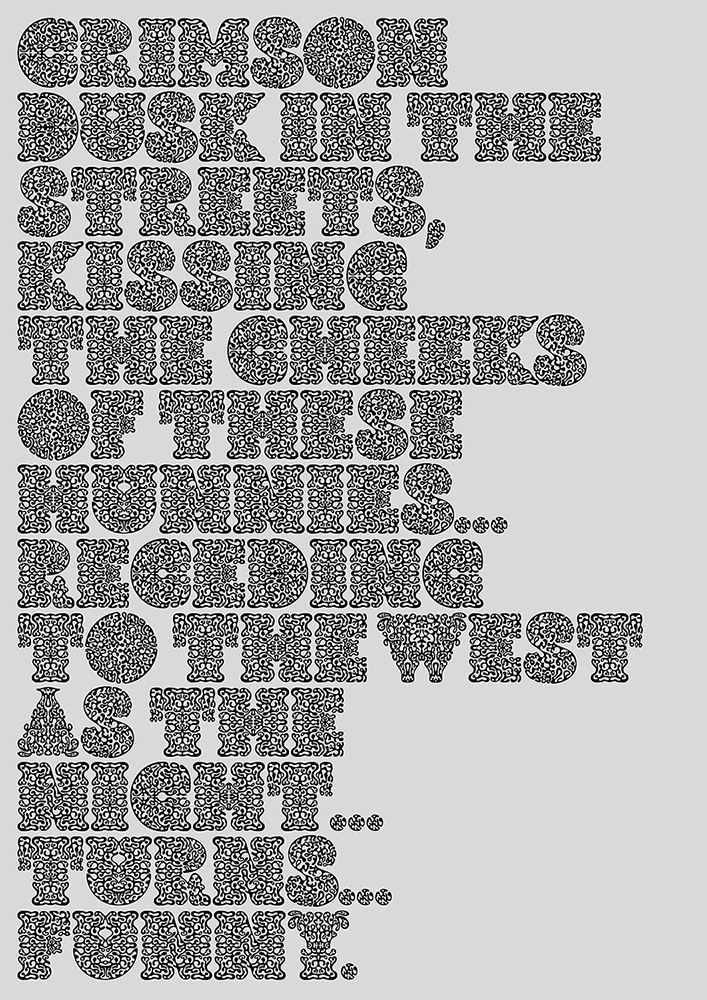 CRIMSON
DUSK IN THE
STREETS,
KISSING
THE CHEEKS
OF THESE
HUNNIES...
RECEDING
TO THE WEST
AS THE
NIGHT...
TURNS...
FUNNY.